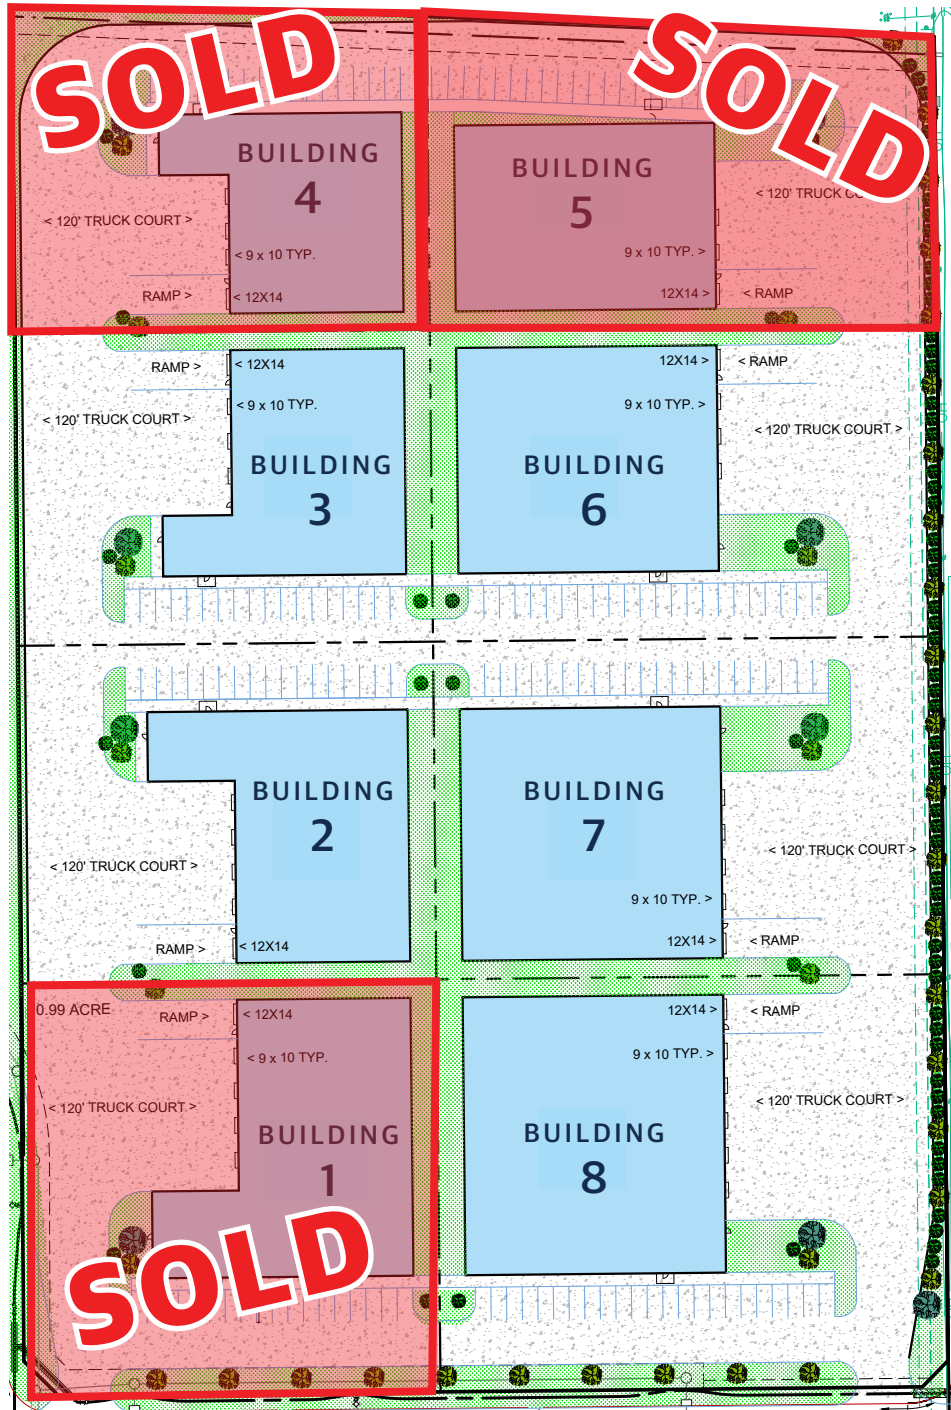 SOLD
SOLD
BUILDING
4
BUILDING
5
< 120' TRUCK COURT >
< 120' TRUCK CO
< 9 x 10 TYP.
9 x 10 TYP. >
RAMP >
< 12X14
12X14 >
< RAMP
RAMP >
< 12X14
12X14 >
< RAMP
< 9 x 10 TYP.
9 x 10 TYP. >
< 120' TRUCK COURT >
< 120' TRUCK COURT >
BUILDING
3
BUILDING
6
BUILDING
2
BUILDING
7
< 120' TRUCK COURT >
< 120' TRUCK COURT >
9 x 10 TYP. >
RAMP >
< 12X14
12X14 >
< RAMP
0.99 ACRE
RAMP >
< 12X14
12X14 >
< RAMP
< 9 x 10 TYP.
9 x 10 TYP. >
< 120' TRUCK COURT >
< 120' TRUCK COURT >
BUILDING
1
BUILDING
8
SOLD